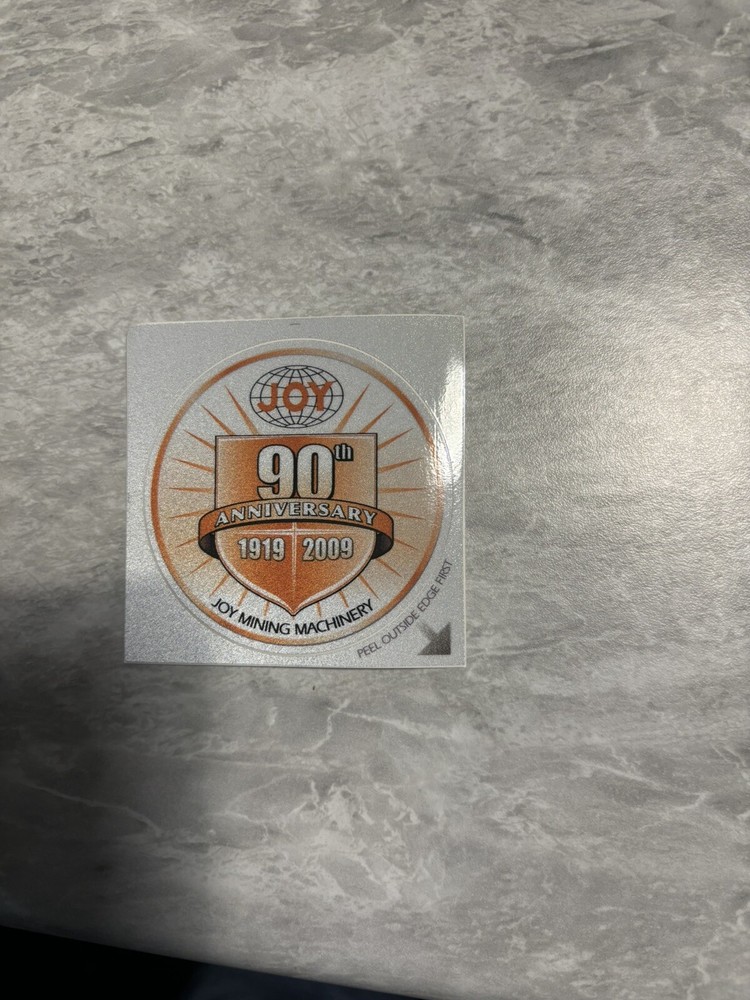 JOY
90th
ANNIVERSARY
1919 2009
JOY MINING MACHINERY
PEEL OUTSIDE EDGE FIRST